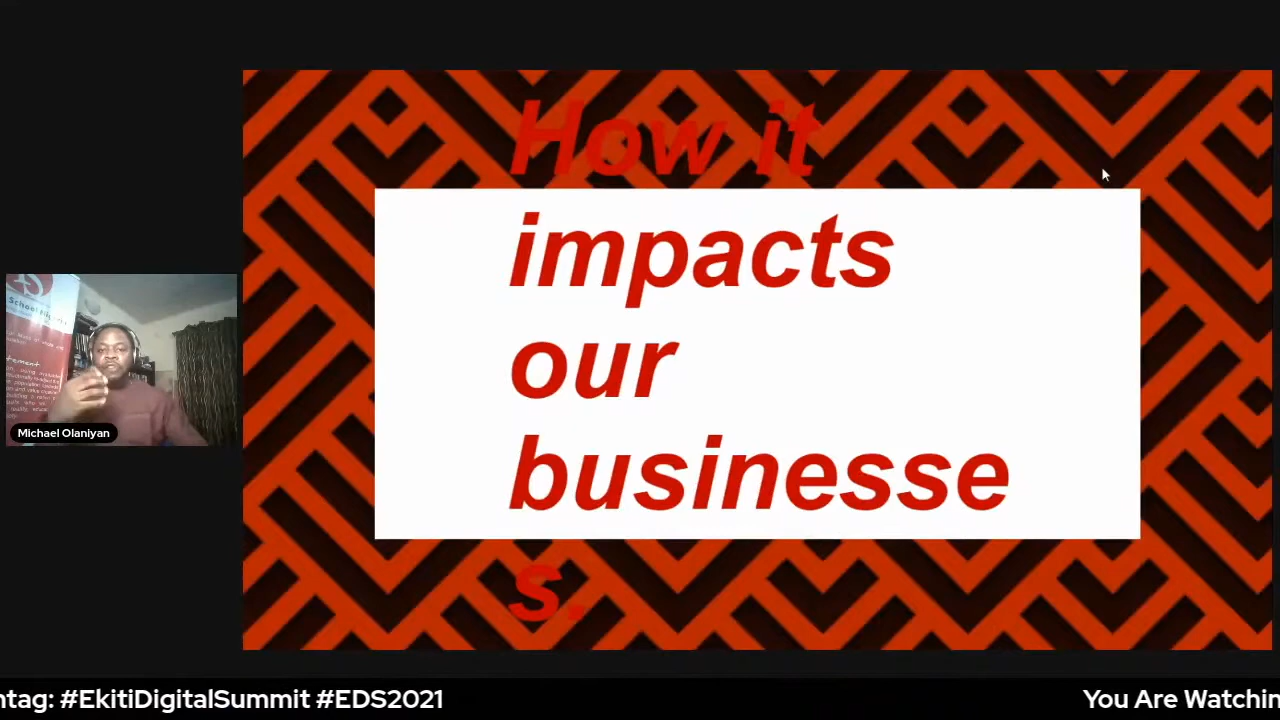 How it
impacts
our
businesse
s.
Michael Olaniyan
ntag: #EkitiDigitalSummit #EDS2021
You Are Watchin